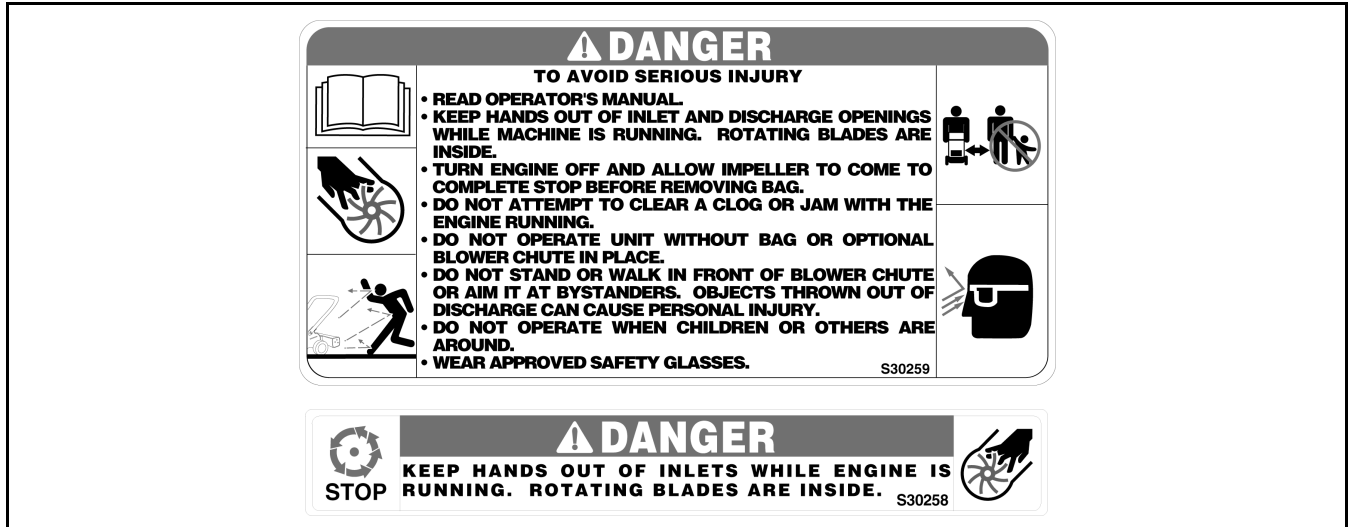 DANGER
TO AVOID SERIOUS INJURY
• READ OPERATOR'S MANUAL.
• KEEP HANDS OUT OF INLET AND DISCHARGE OPENINGS
WHILE MACHINE IS RUNNING. ROTATING BLADES ARE
INSIDE.
• TURN ENGINE OFF AND ALLOW IMPELLER TO COME TO
COMPLETE STOP BEFORE REMOVING BAG.
• DO NOT ATTEMPT TO CLEAR A CLOG OR JAM WITH THE
ENGINE RUNNING.
• DO NOT OPERATE UNIT WITHOUT BAG OR OPTIONAL
BLOWER CHUTE IN PLACE.
• DO NOT STAND OR WALK IN FRONT OF BLOWER CHUTE
OR AIM IT AT BYSTANDERS. OBJECTS THROWN OUT OF
DISCHARGE CAN CAUSE PERSONAL INJURY.
• DO NOT OPERATE WHEN CHILDREN OR OTHERS ARE
AROUND.
• WEAR APPROVED SAFETY GLASSES.
S30259
STOP
DANGER
KEEP HANDS OUT OF INLETS WHILE ENGINE IS
RUNNING. ROTATING BLADES ARE INSIDE.
S30258